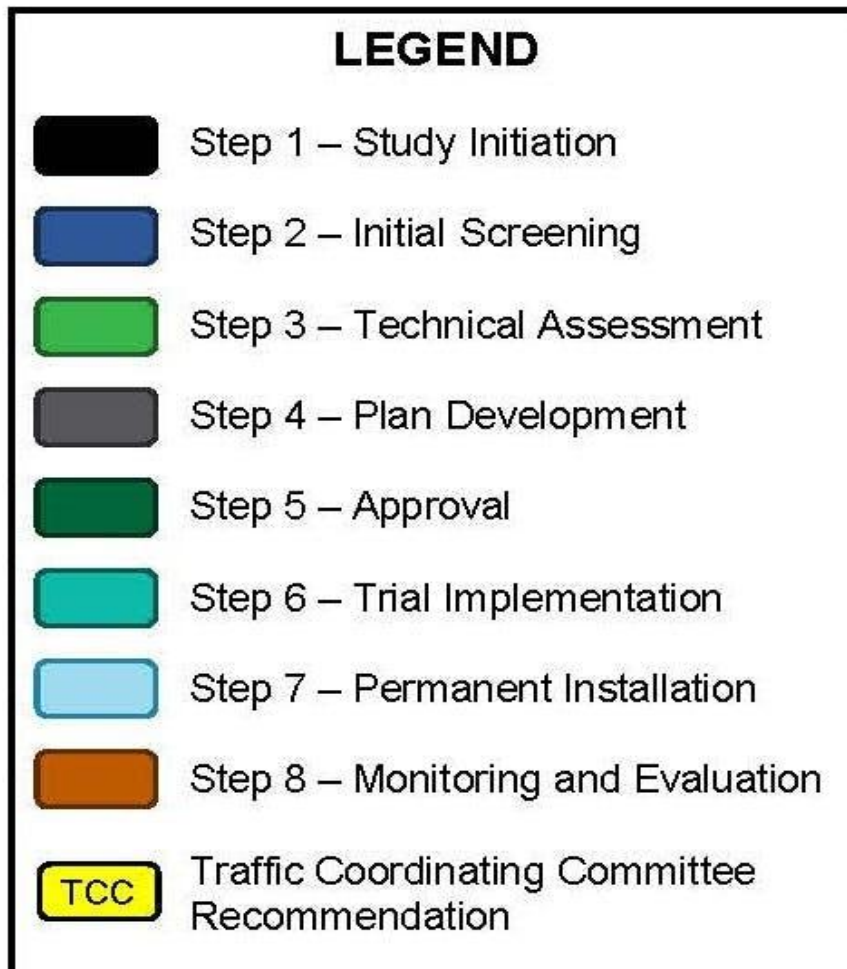 LEGEND
Step 1 – Study Initiation
Step 2 – Initial Screening
Step 3 – Technical Assessment
Step 4 – Plan Development
Step 5 – Approval
Step 6 – Trial Implementation
Step 7 – Permanent Installation
Step 8 – Monitoring and Evaluation
TCC Traffic Coordinating Committee
Recommendation